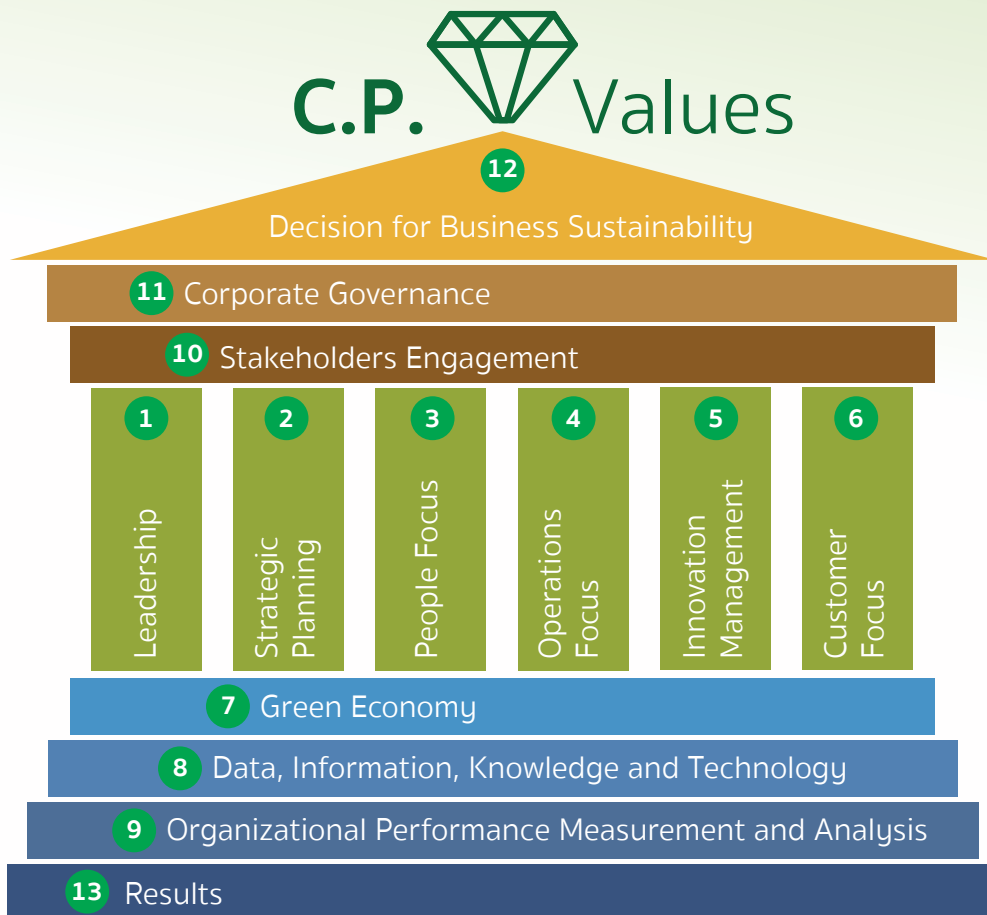 C.P. Values
12
Decision for Business Sustainability
11 Corporate Governance
10 Stakeholders Engagement
1
Leadership
2
Strategic
Planning
3
People Focus
4
Operations
Focus
5
Innovation
Management
6
Customer
Focus
7 Green Economy
8 Data, Information, Knowledge and Technology
9 Organizational Performance Measurement and Analysis
13 Results